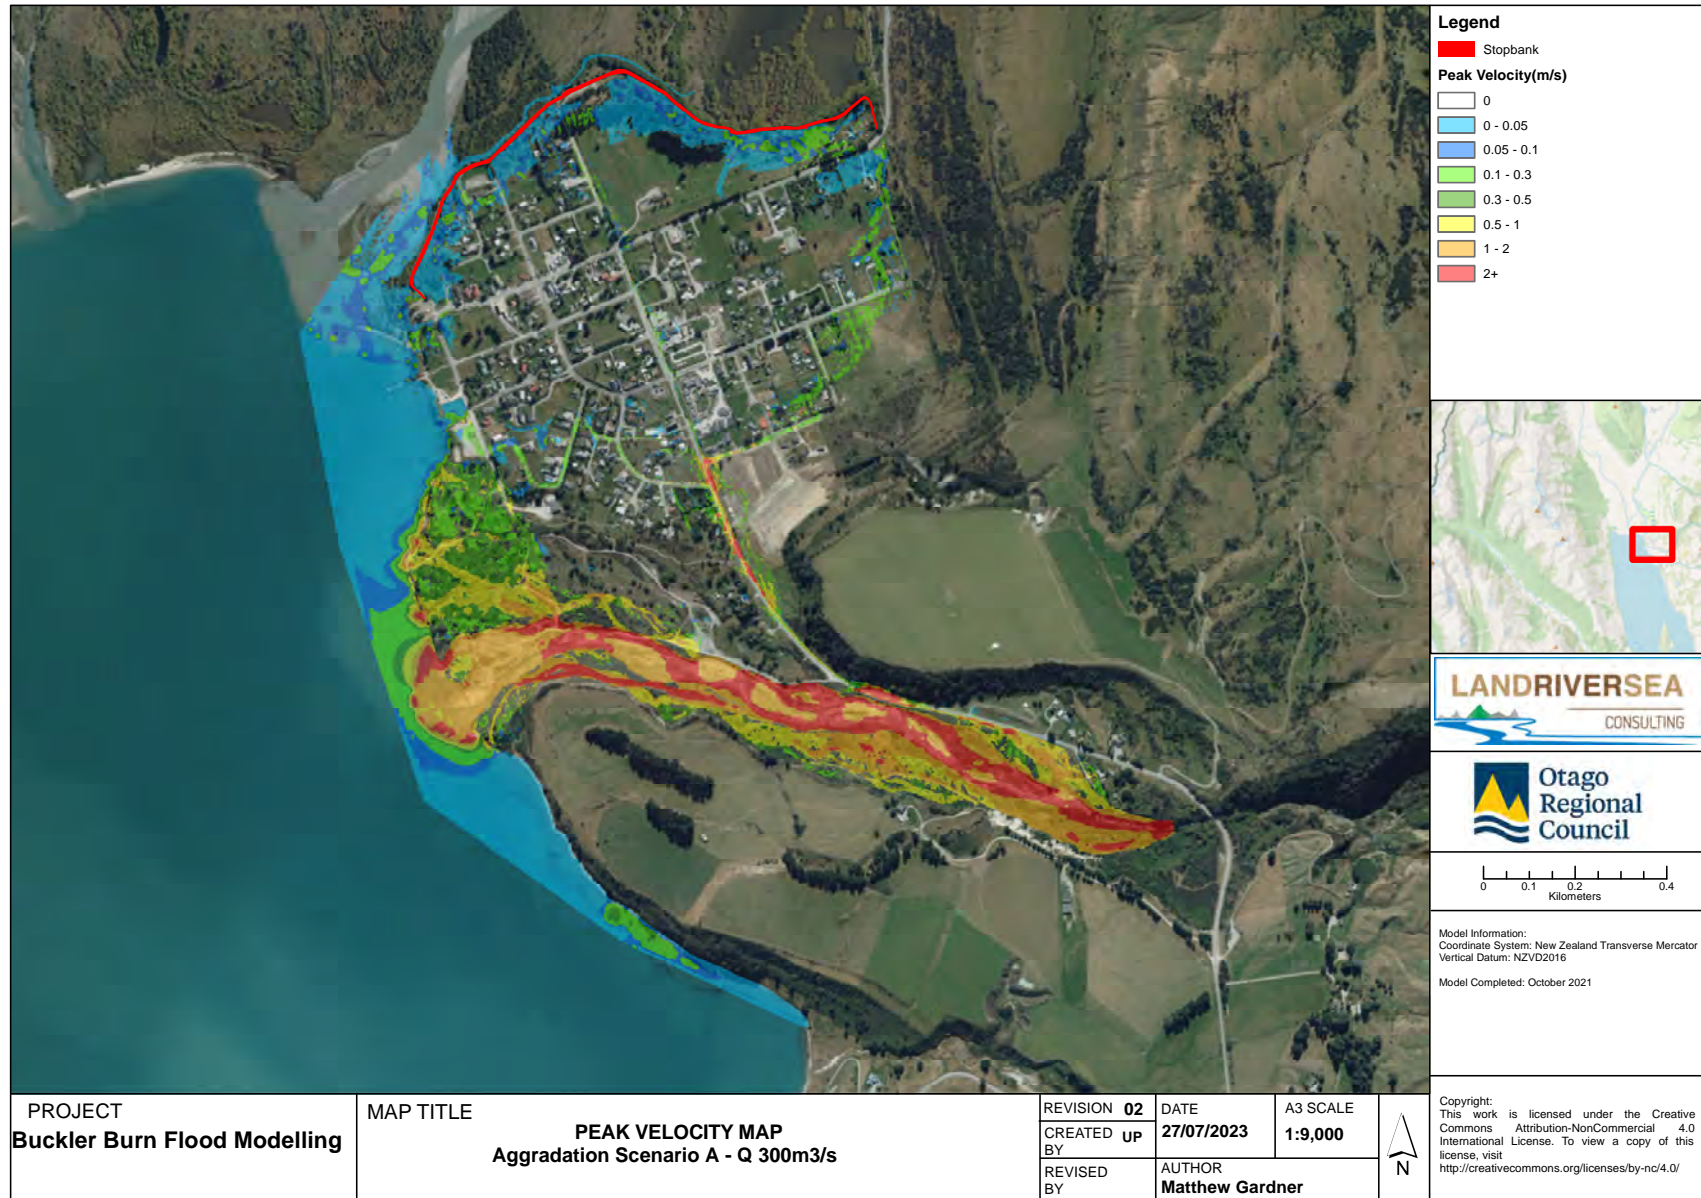 Legend
Stopbank
Peak Velocity(m/s)
0
0 - 0.05
0.05 - 0.1
0.1 - 0.3
0.3 - 0.5
0.5 - 1
1 - 2
2+
LANDRIVERSEA
CONSULTING
Otago
Regional
Council
0 0.1 0.2 0.4
Kilometers
Model Information:
Coordinate System: New Zealand Transverse Mercator
Vertical Datum: NZVD2016
Model Completed: October 2021
Copyright:
This work is licensed under the Creative
Commons Attribution-NonCommercial 4.0
International License. To view a copy of this
license, visit
http://creativecommons.org/licenses/by-nc/4.0/
PROJECT
Buckler Burn Flood Modelling
MAP TITLE
PEAK VELOCITY MAP
Aggradation Scenario A - Q 300m3/s
REVISION 02
CREATED BY UP
REVISED BY
DATE
27/07/2023
A3 SCALE
1:9,000
AUTHOR
Matthew Gardner
N